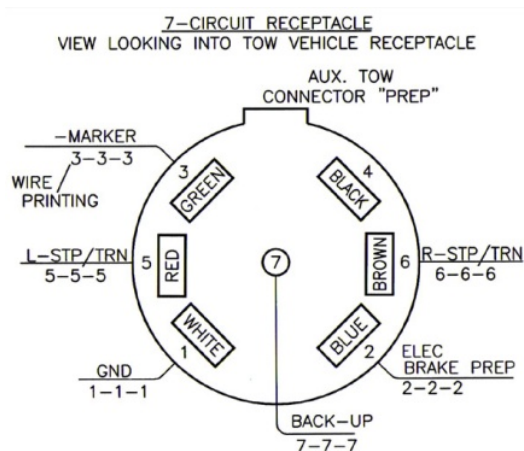 7-CIRCUIT RECEPTACLE
VIEW LOOKING INTO TOW VEHICLE RECEPTACLE
AUX. TOW
CONNECTOR "PREP"
-MARKER
3-3-3
WIRE
PRINTING
3
GREEN
4
BLACK
L-STP/TRN
5-5-5
5
RED
7
BROWN
6
R-STP/TRN
6-6-6
WHITE
1
BLUE
2
GND
1-1-1
ELEC
BRAKE PREP
2-2-2
BACK-UP
7-7-7